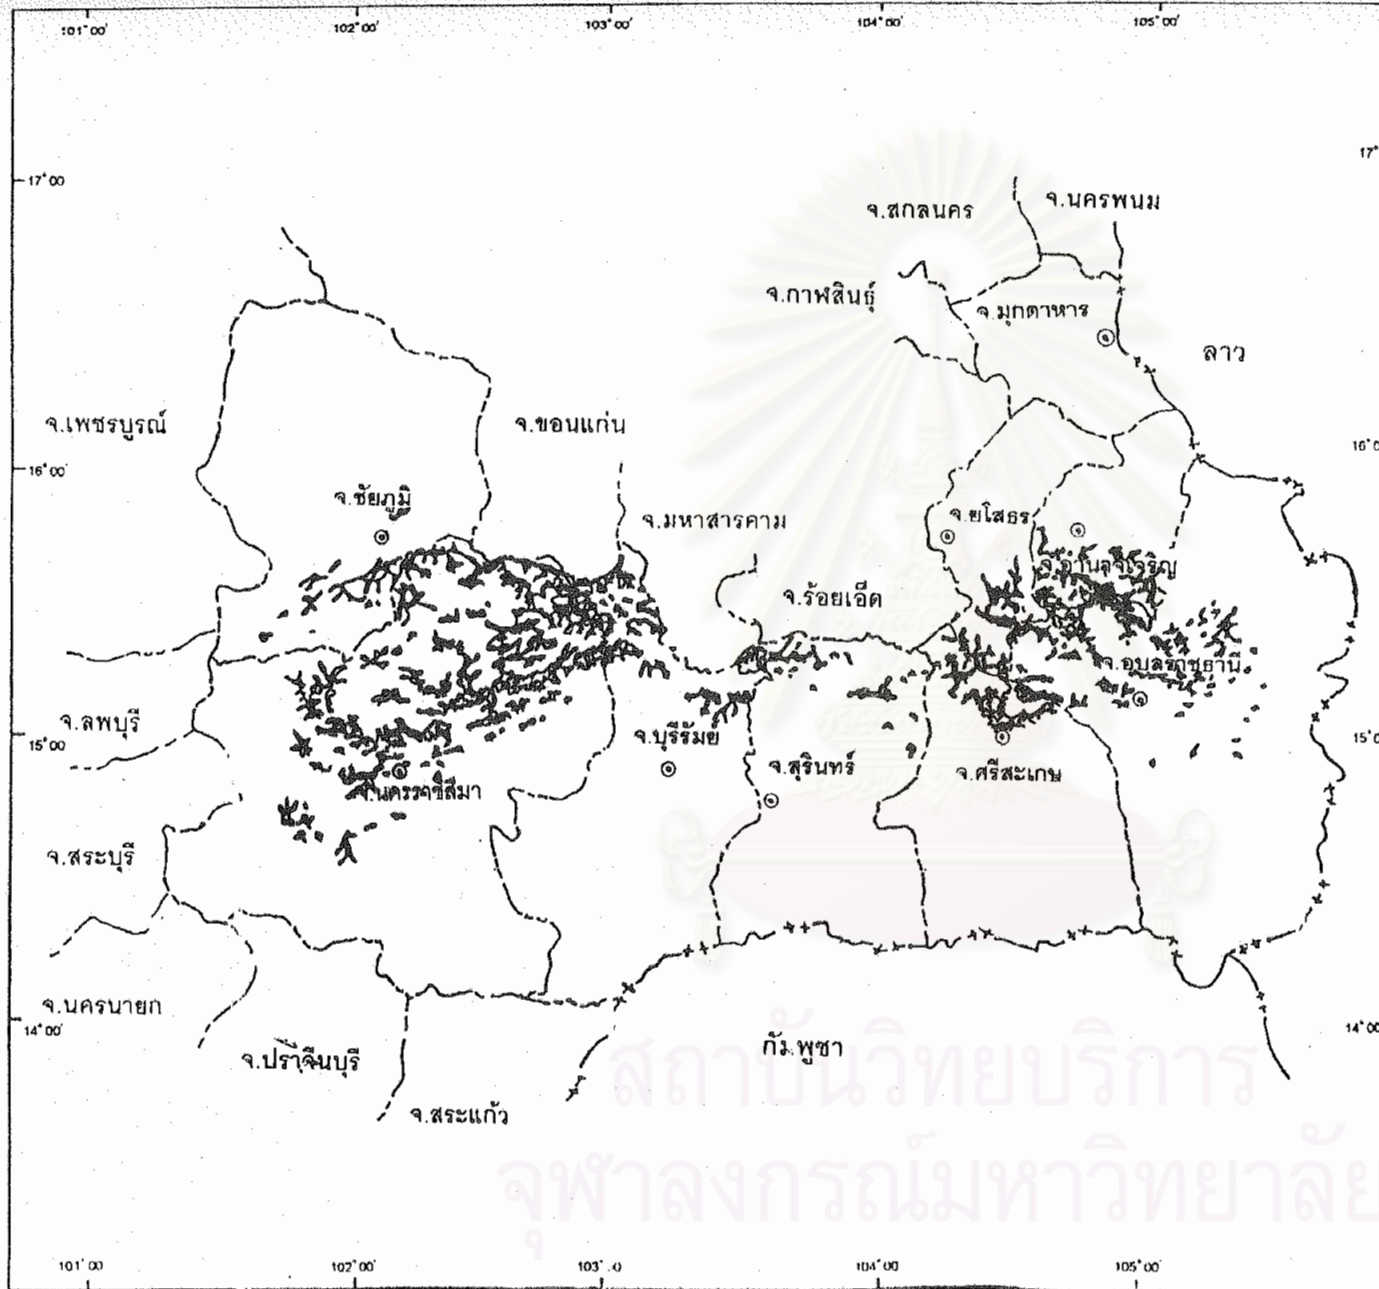 101° 00'
102° 00'
103° 00'
104° 00'
105° 00'
17° 00'
17°
จ.สกลนคร
จ.นครพนม
จ.กาฬสินธุ์
จ.มุกดาหาร
ลาว
จ.เพชรบูรณ์
จ.ขอนแก่น
16° 00'
16° 0
จ.ชัยภูมิ
จ.มหาสารคาม
จ.ยโสธร
จ.อำนาจเจริญ
จ.ร้อยเอ็ด
จ.อุบลราชธานี
จ.ลพบุรี
15° 00'
15° 0
จ.บุรีรัมย์
จ.สุรินทร์
จ.ศรีสะเกษ
จ.นครราชสีมา
จ.สระบุรี
จ.นครนายก
14° 00'
14° 00'
จ.ปราจีนบุรี
กัมพูชา
จ.สระแก้ว
สถาบันวิทยบริการ
จุฬาลงกรณ์มหาวิทยาลัย
101° 00'
102° 00'
104° 00'
105° 00'